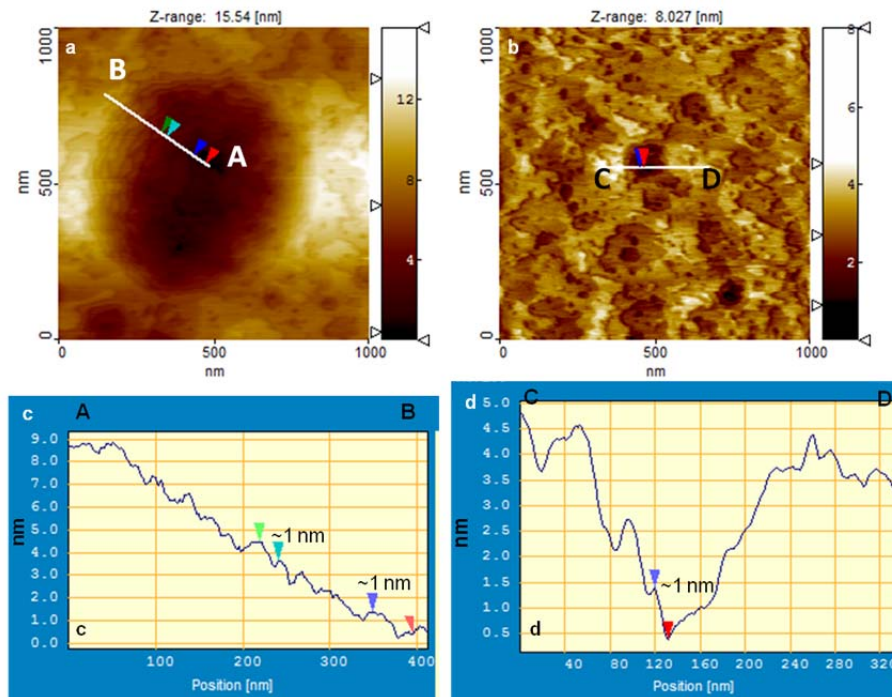 Z-range: 15.54 [nm]
a
B
A
1000
500
0
nm
0
500
1000
nm
12
8
4
Z-range: 8.027 [nm]
b
C
D
1000
500
0
nm
0
500
1000
nm
8
6
4
2
c
A
B
9.0
8.0
7.0
6.0
5.0
4.0
3.0
2.0
1.0
0.0
nm
~1 nm
~1 nm
c
100
200
300
400
Position [nm]
d
C
D
5.0
4.5
4.0
3.5
3.0
2.5
2.0
1.5
1.0
0.5
nm
~1 nm
d
40
80
120
160
200
240
280
320
Position [nm]